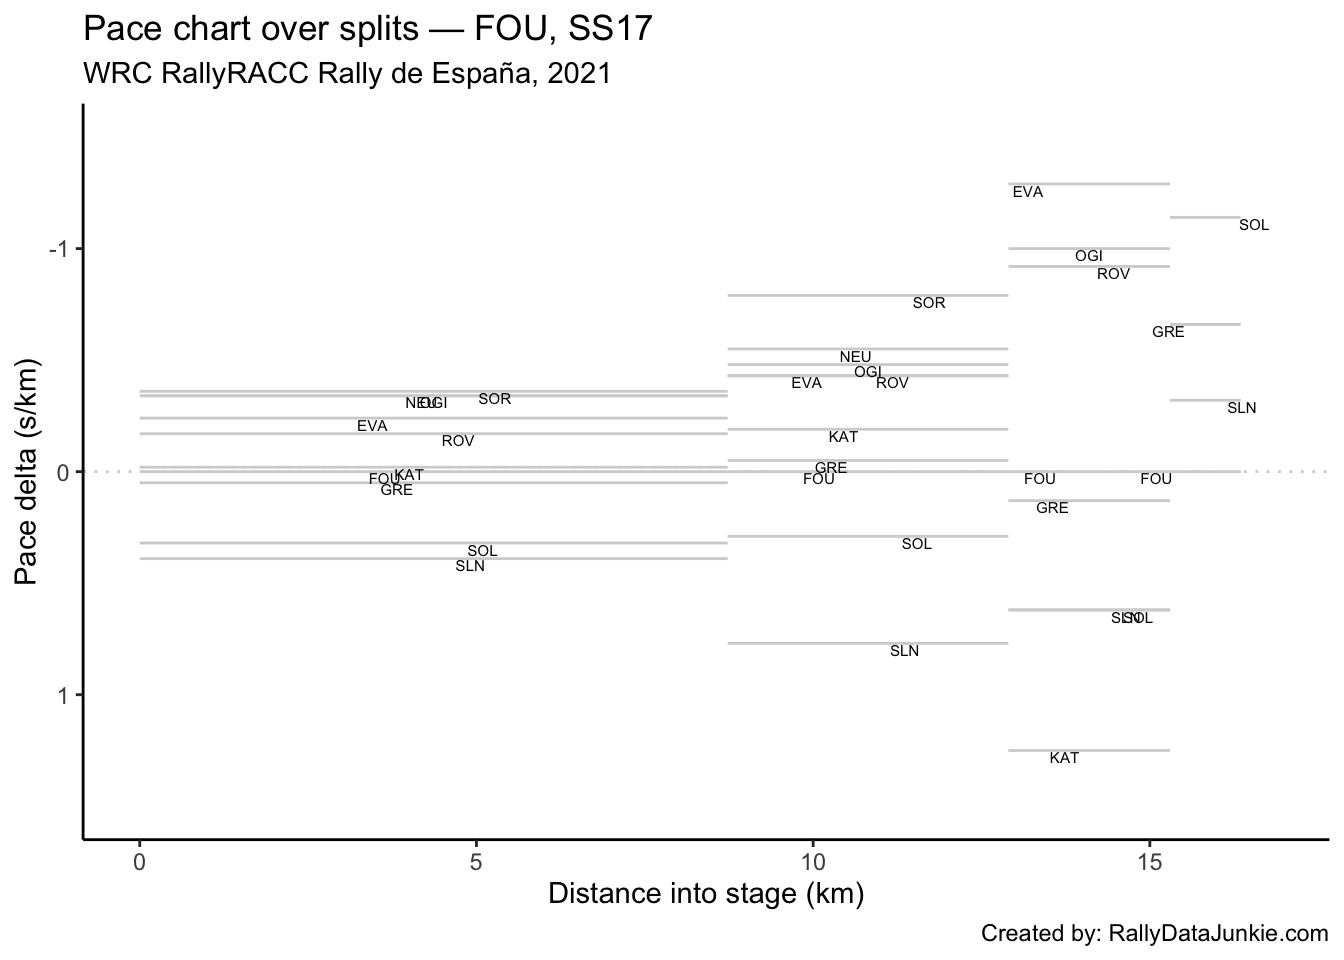 Pace chart over splits — FOU, SS17
WRC RallyRACC Rally de España, 2021
EVA
SOL
-1
OGI
ROV
SOR
GRE
NEU
OGI
EVA
ROV
SOR
NEU
OGI
SLN
EVA
KAT
ROV
GRE
0
KAT
FOU
FOU
FOU
FOU
GRE
GRE
SOL
SOL
SLN
SLN
SOL
SLN
1
KAT
0
5
10
15
Pace delta (s/km)
Distance into stage (km)
Created by: RallyDataJunkie.com